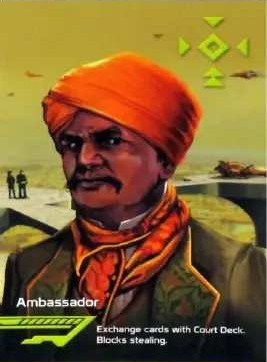 Ambassador
Exchange cards with Court Deck.
Blocks stealing.